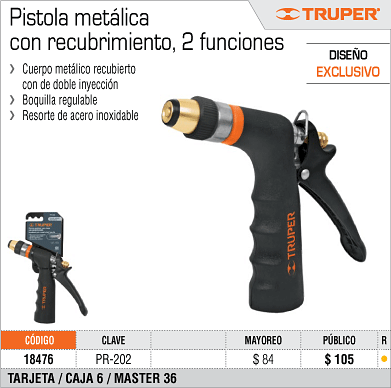 Pistola metálica
con recubrimiento, 2 funciones
TRUPER®
DISEÑO
EXCLUSIVO
› Cuerpo metálico recubierto
con de doble inyección
› Boquilla regulable
› Resorte de acero inoxidable
TRUPER
TRUPER
CÓDIGO CLAVE MAYOREO PÚBLICO R
18476 PR-202 $ 84 $ 105
TARJETA / CAJA 6 / MASTER 36